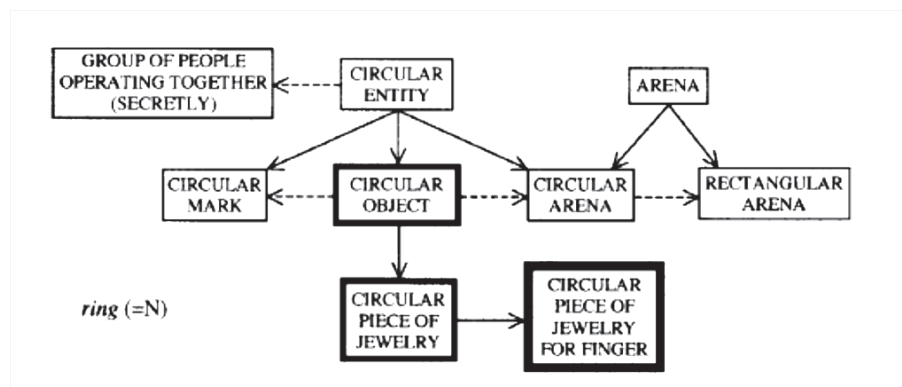 GROUP OF PEOPLE
OPERATING TOGETHER
(SECRETLY)
CIRCULAR
ENTITY
ARENA
CIRCULAR
MARK
CIRCULAR
OBJECT
CIRCULAR
ARENA
RECTANGULAR
ARENA
CIRCULAR
PIECE OF
JEWELRY
CIRCULAR
PIECE OF
JEWELRY
FOR FINGER
ring (=N)